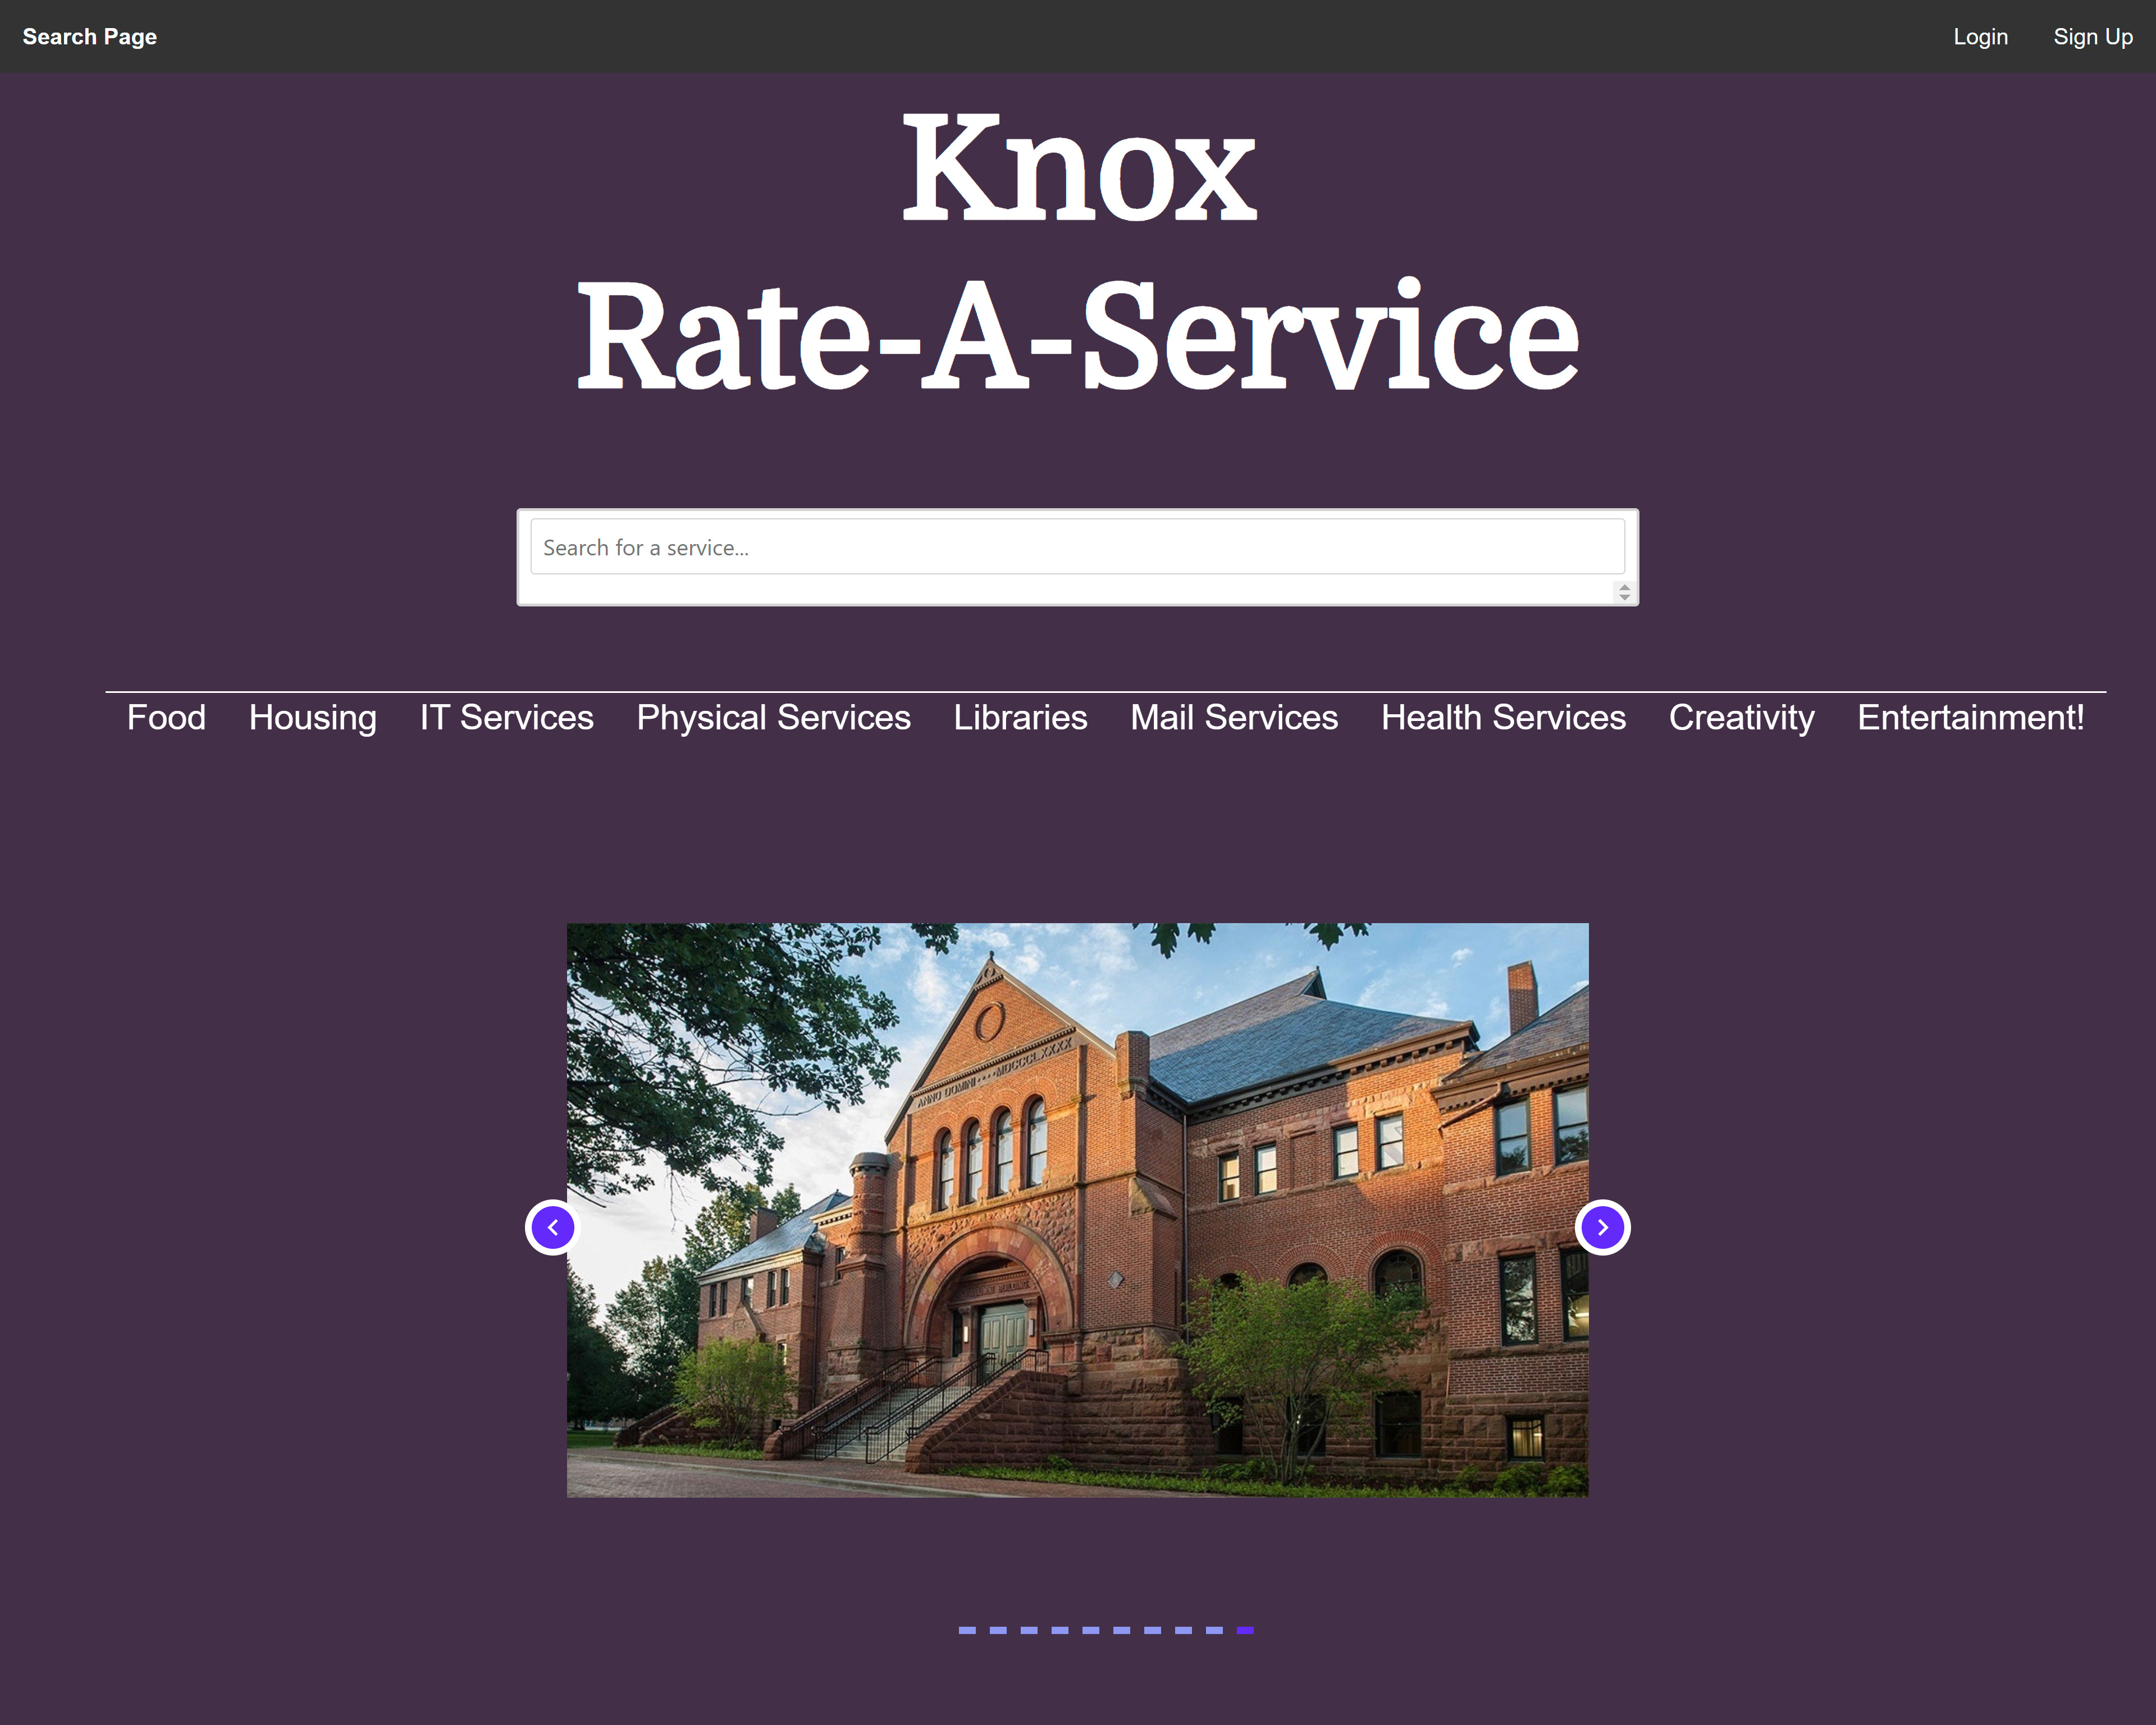 Search Page Login Sign Up
Knox
Rate-A-Service
Search for a service...
Food Housing IT Services Physical Services Libraries Mail Services Health Services Creativity Entertainment!
ANNO DOMINI····MDCCCLXXXX